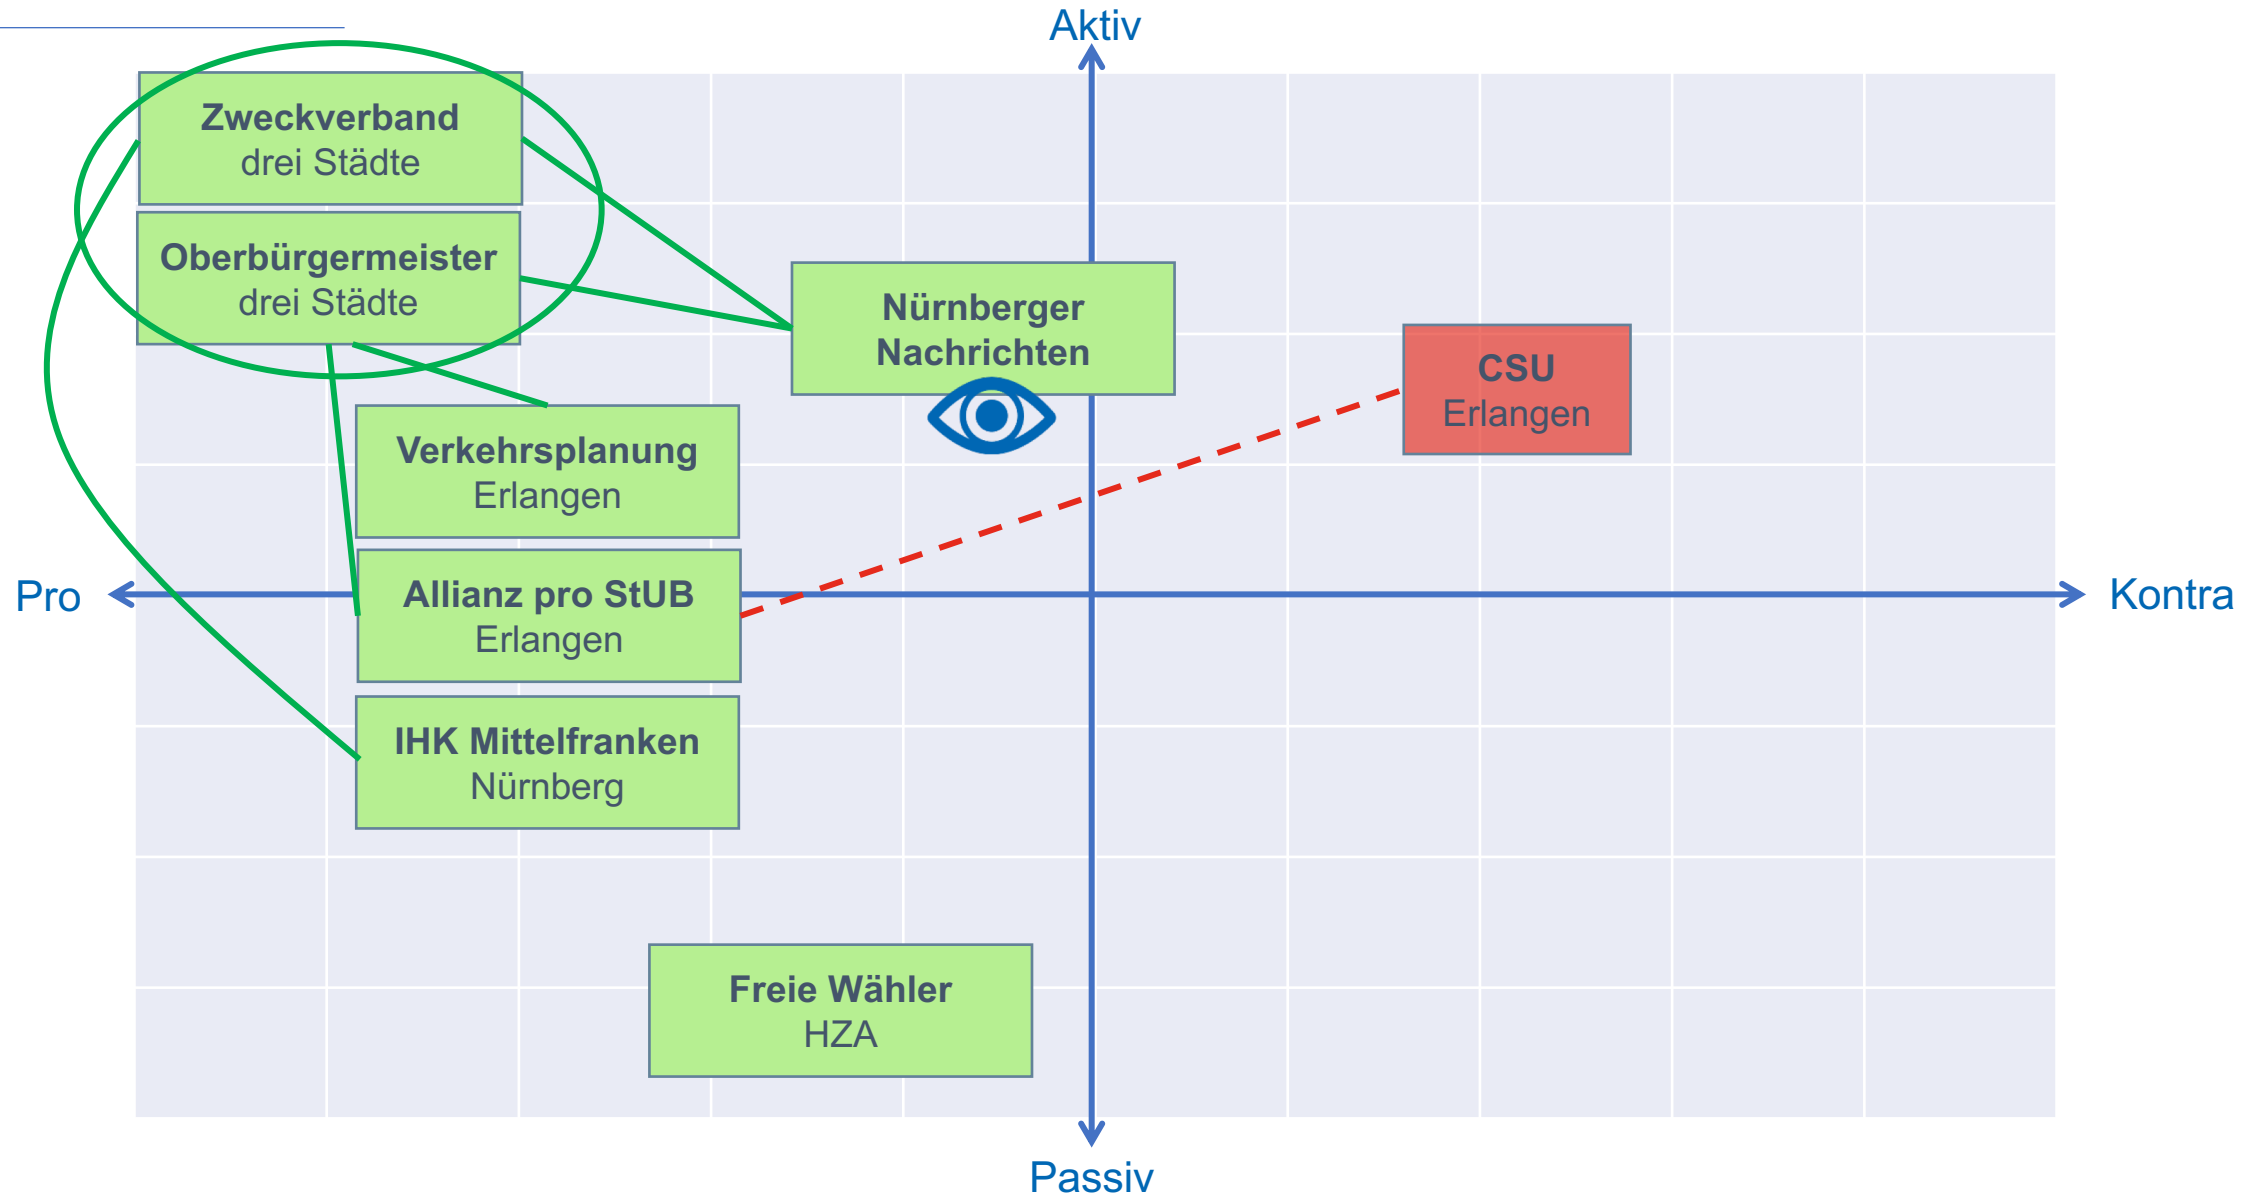 Aktiv
Zweckverband
drei Städte
Oberbürgermeister
drei Städte
Nürnberger
Nachrichten
CSU
Erlangen
Verkehrsplanung
Erlangen
Pro
Allianz pro StUB
Erlangen
Kontra
IHK Mittelfranken
Nürnberg
Freie Wähler
HZA
Passiv